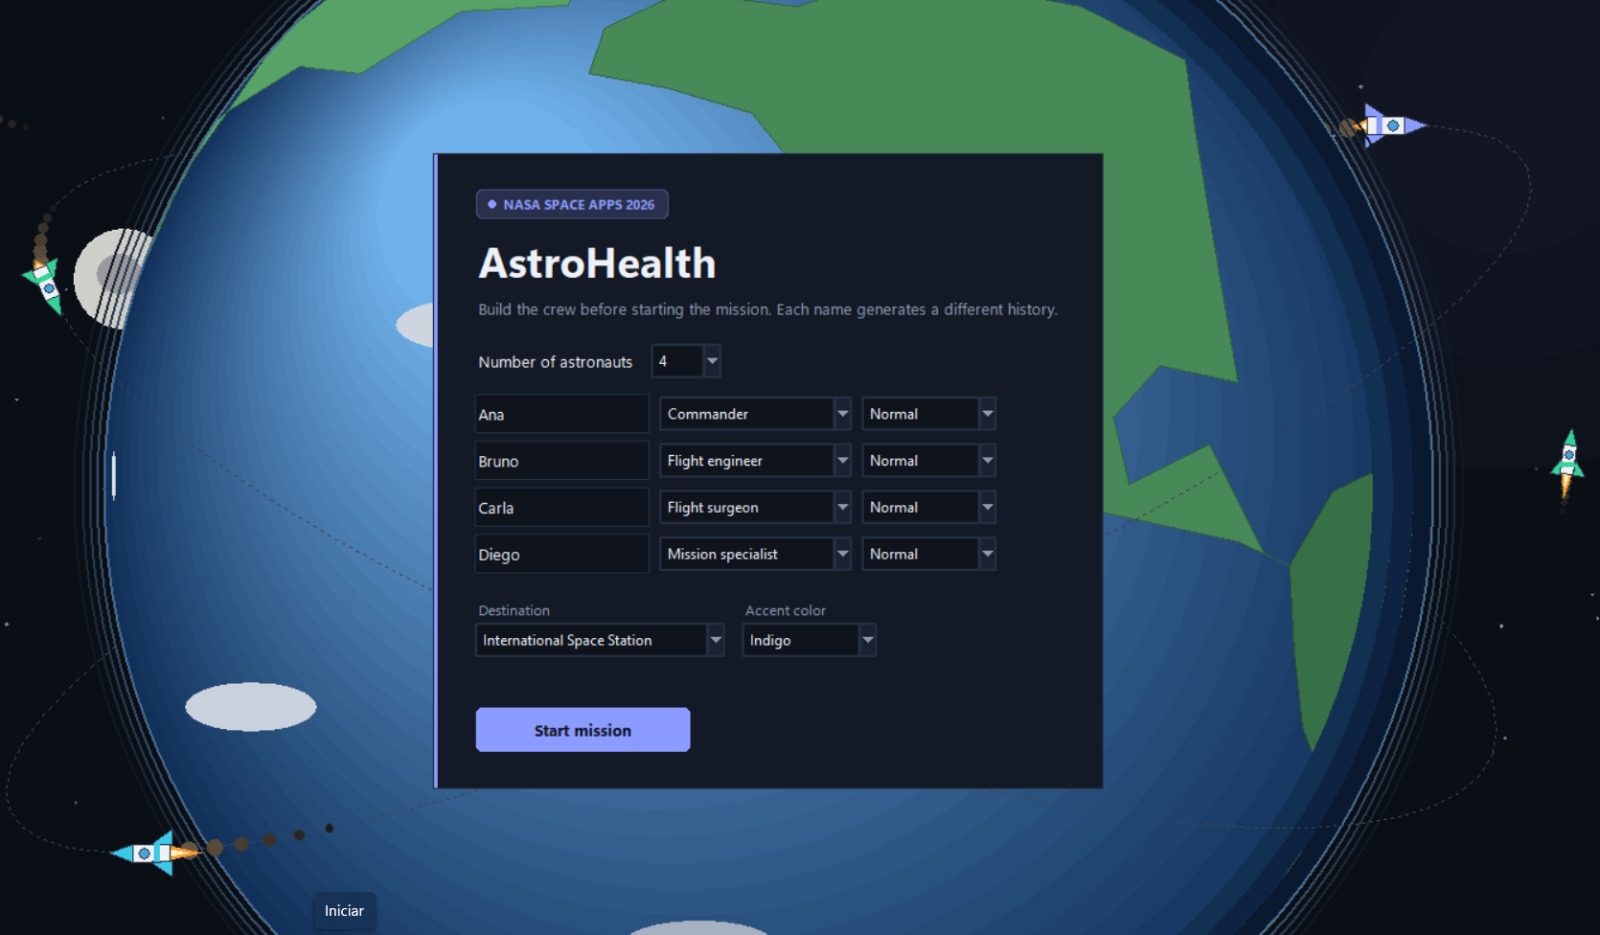 NASA SPACE APPS 2026
AstroHealth
Build the crew before starting the mission. Each name generates a different history.
Number of astronauts 4
Ana Commander Normal
Bruno Flight engineer Normal
Carla Flight surgeon Normal
Diego Mission specialist Normal
Destination Accent color
International Space Station Indigo
Start mission
Iniciar